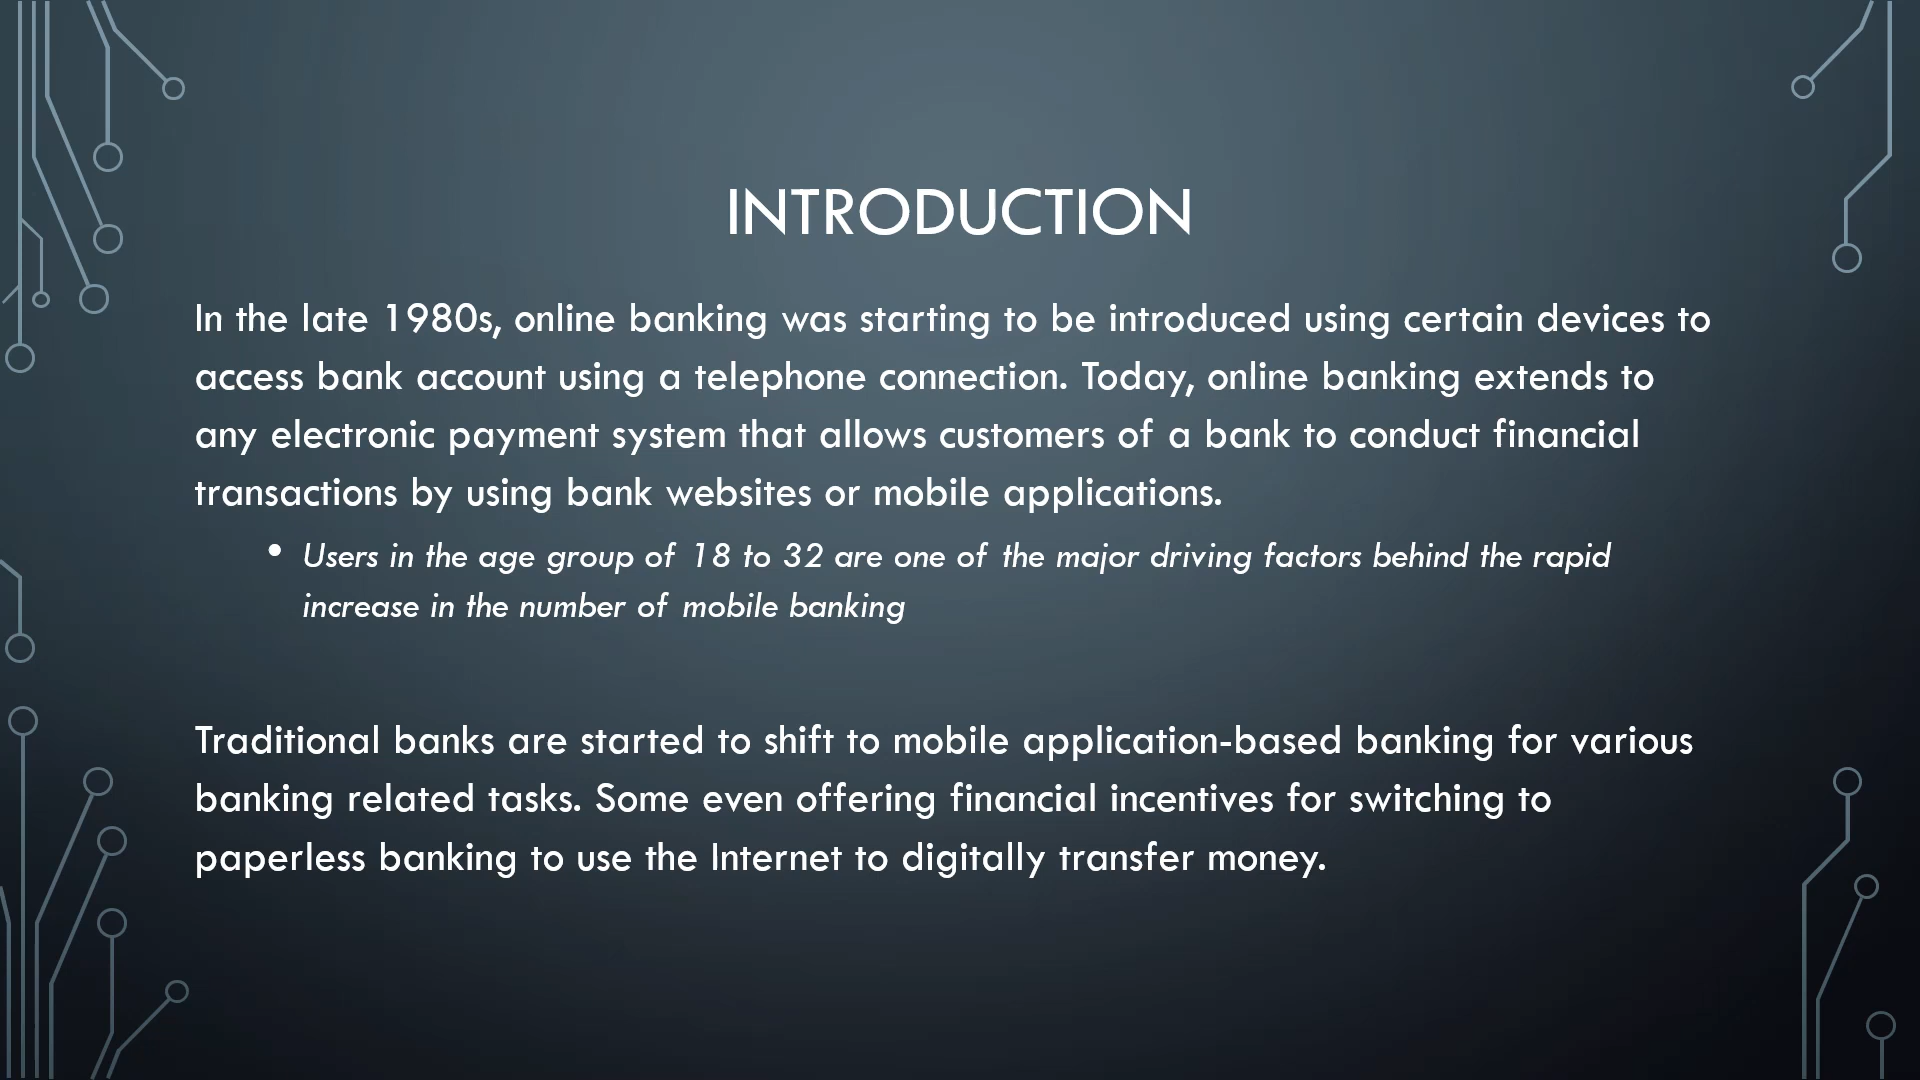 INTRODUCTION
In the late 1980s, online banking was starting to be introduced using certain devices to
access bank account using a telephone connection. Today, online banking extends to
any electronic payment system that allows customers of a bank to conduct financial
transactions by using bank websites or mobile applications.
• Users in the age group of 18 to 32 are one of the major driving factors behind the rapid
increase in the number of mobile banking
Traditional banks are started to shift to mobile application-based banking for various
banking related tasks. Some even offering financial incentives for switching to
paperless banking to use the Internet to digitally transfer money.